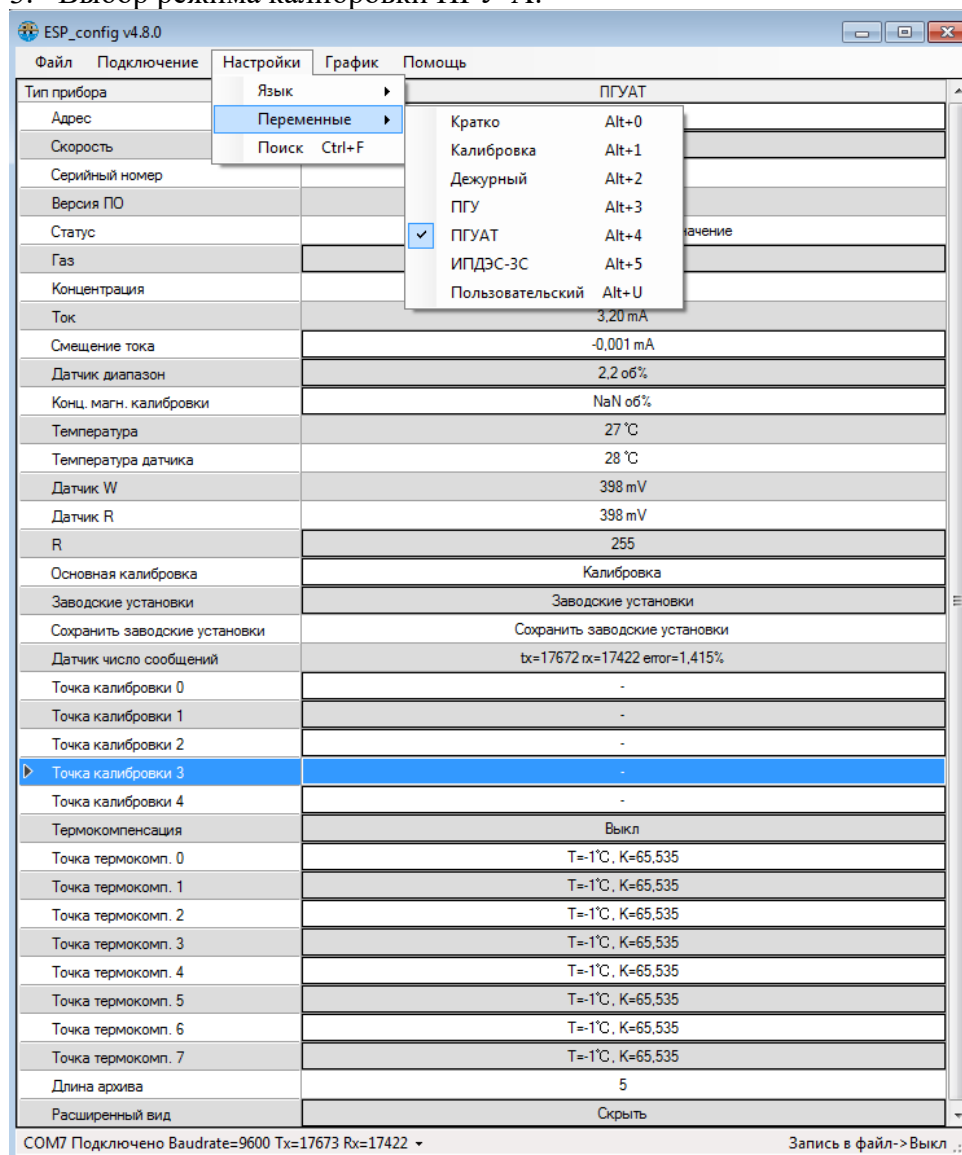 ESP_config v4.8.0
Файл Подключение Настройки График Помощь
Тип прибора ПГУАТ
Язык
Переменные
Поиск Ctrl+F
Кратко Alt+0
Калибровка Alt+1
Дежурный Alt+2
ПГУ Alt+3
ПГУАТ Alt+4
ИПДЭС-3С Alt+5
Пользовательский Alt+U
Адрес
Скорость
Серийный номер
Версия ПО
Статус
Газ
Концентрация
Ток 3,20 mA
Смещение тока -0,001 mA
Датчик диапазон 2,2 об%
Конц. магн. калибровки NaN об%
Температура 27 °C
Температура датчика 28 °C
Датчик W 398 mV
Датчик R 398 mV
R 255
Основная калибровка Калибровка
Заводские установки Заводские установки
Сохранить заводские установки Сохранить заводские установки
Датчик число сообщений tx=17672 rx=17422 error=1,415%
Точка калибровки 0 -
Точка калибровки 1 -
Точка калибровки 2 -
Точка калибровки 3 -
Точка калибровки 4 -
Термокомпенсация Выкл
Точка термокомп. 0 T=-1°C, K=65,535
Точка термокомп. 1 T=-1°C, K=65,535
Точка термокомп. 2 T=-1°C, K=65,535
Точка термокомп. 3 T=-1°C, K=65,535
Точка термокомп. 4 T=-1°C, K=65,535
Точка термокомп. 5 T=-1°C, K=65,535
Точка термокомп. 6 T=-1°C, K=65,535
Точка термокомп. 7 T=-1°C, K=65,535
Длина архива 5
Расширенный вид Скрыть
COM7 Подключено Baudrate=9600 Tx=17673 Rx=17422 Запись в файл->Выкл